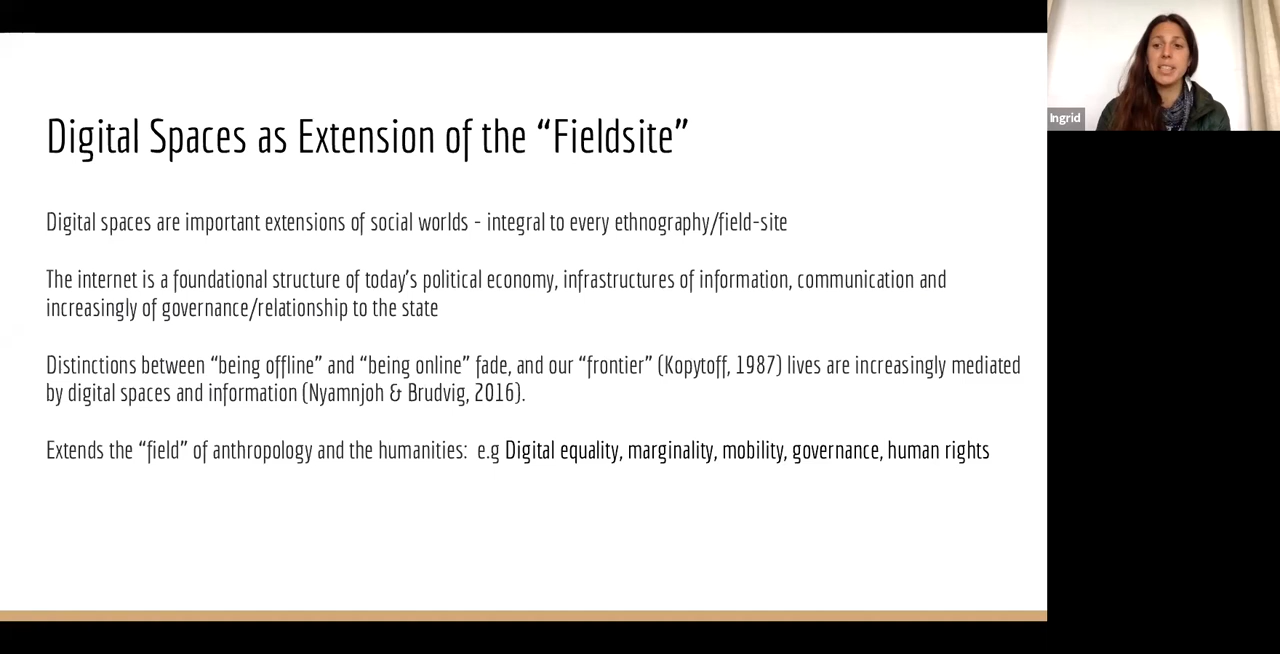 Digital Spaces as Extension of the “Fieldsite”
Digital spaces are important extensions of social worlds - integral to every ethnography/field-site
The internet is a foundational structure of today’s political economy, infrastructures of information, communication and
increasingly of governance/relationship to the state
Distinctions between “being offline” and “being online” fade, and our “frontier” (Kopytoff, 1987) lives are increasingly mediated
by digital spaces and information (Nyamnjoh & Brudvig, 2016).
Extends the “field” of anthropology and the humanities:  e.g Digital equality, marginality, mobility, governance, human rights
Ingrid